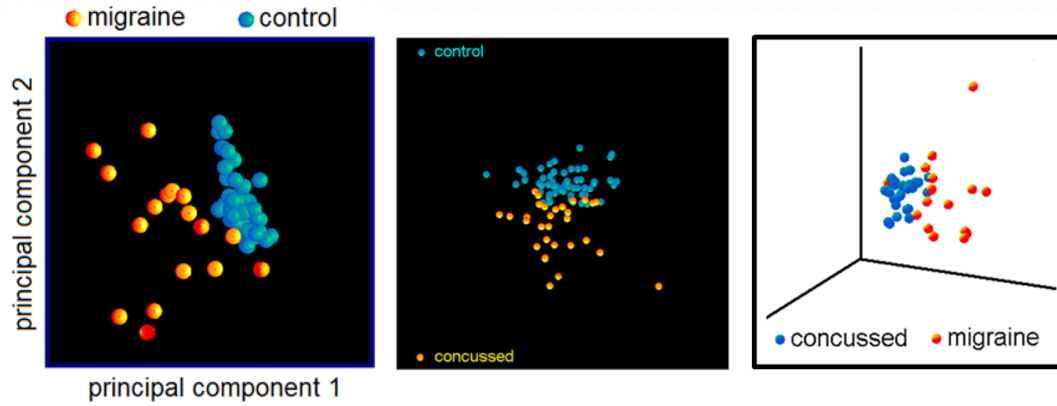 migraine control
principal component 2
principal component 1
control
concussed
concussed migraine